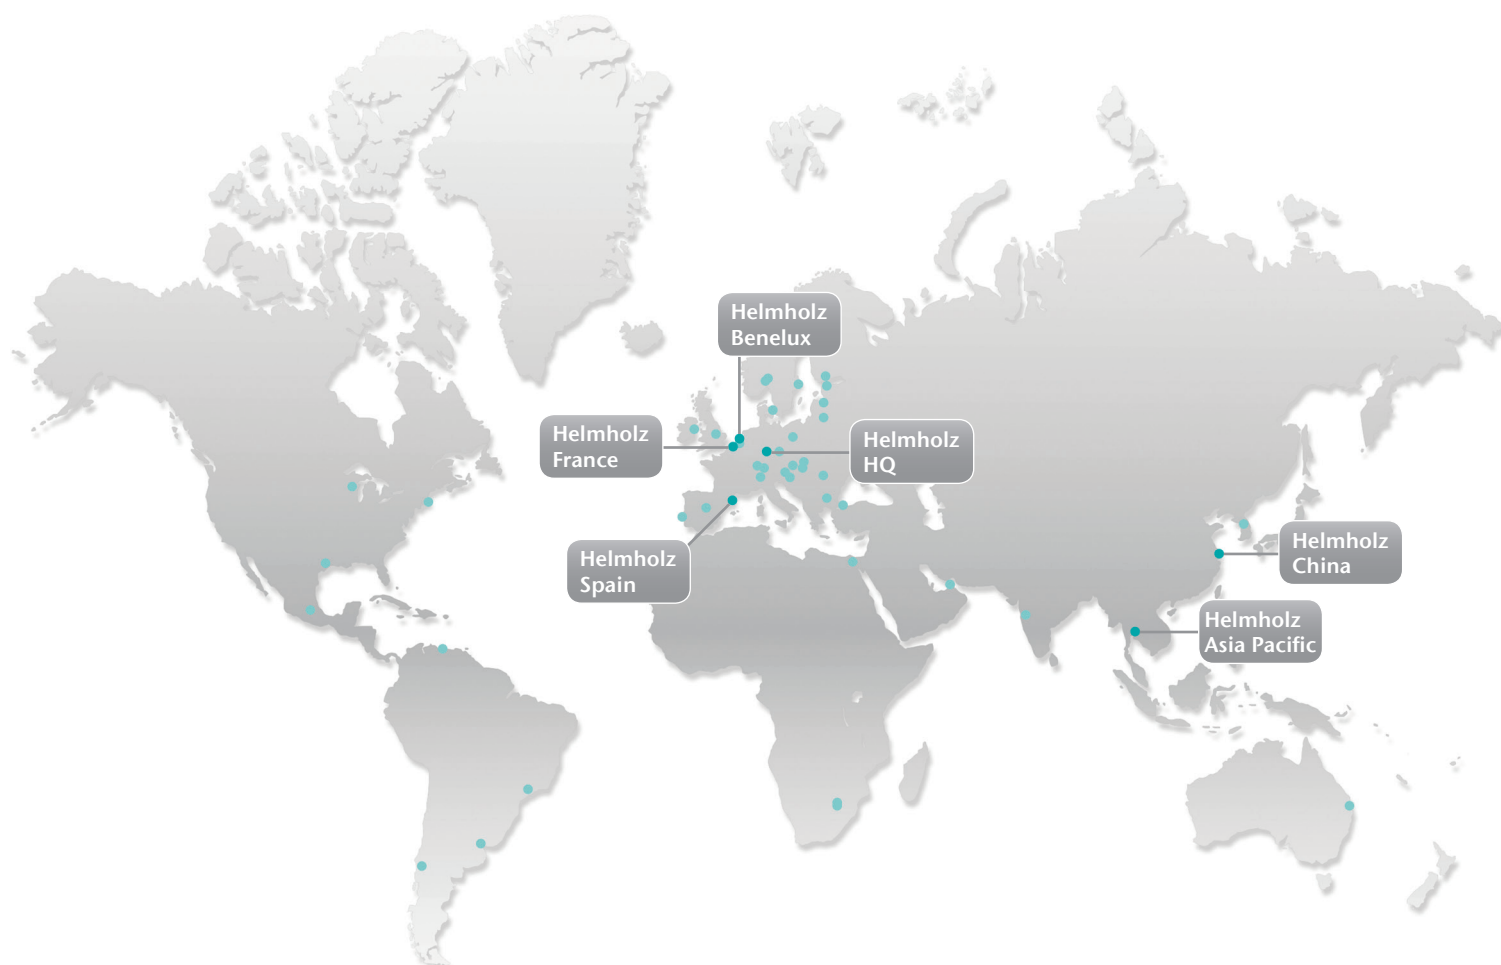 Helmholz
Benelux
Helmholz
France
Helmholz
HQ
Helmholz
Spain
Helmholz
China
Helmholz
Asia Pacific